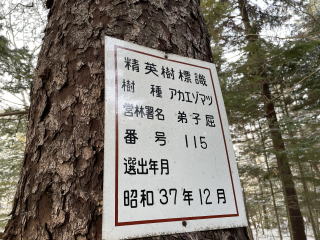 精英樹標識
樹種 アカエゾマツ
営林署名 弟子屈
番号 115
選出年月
昭和37年12月